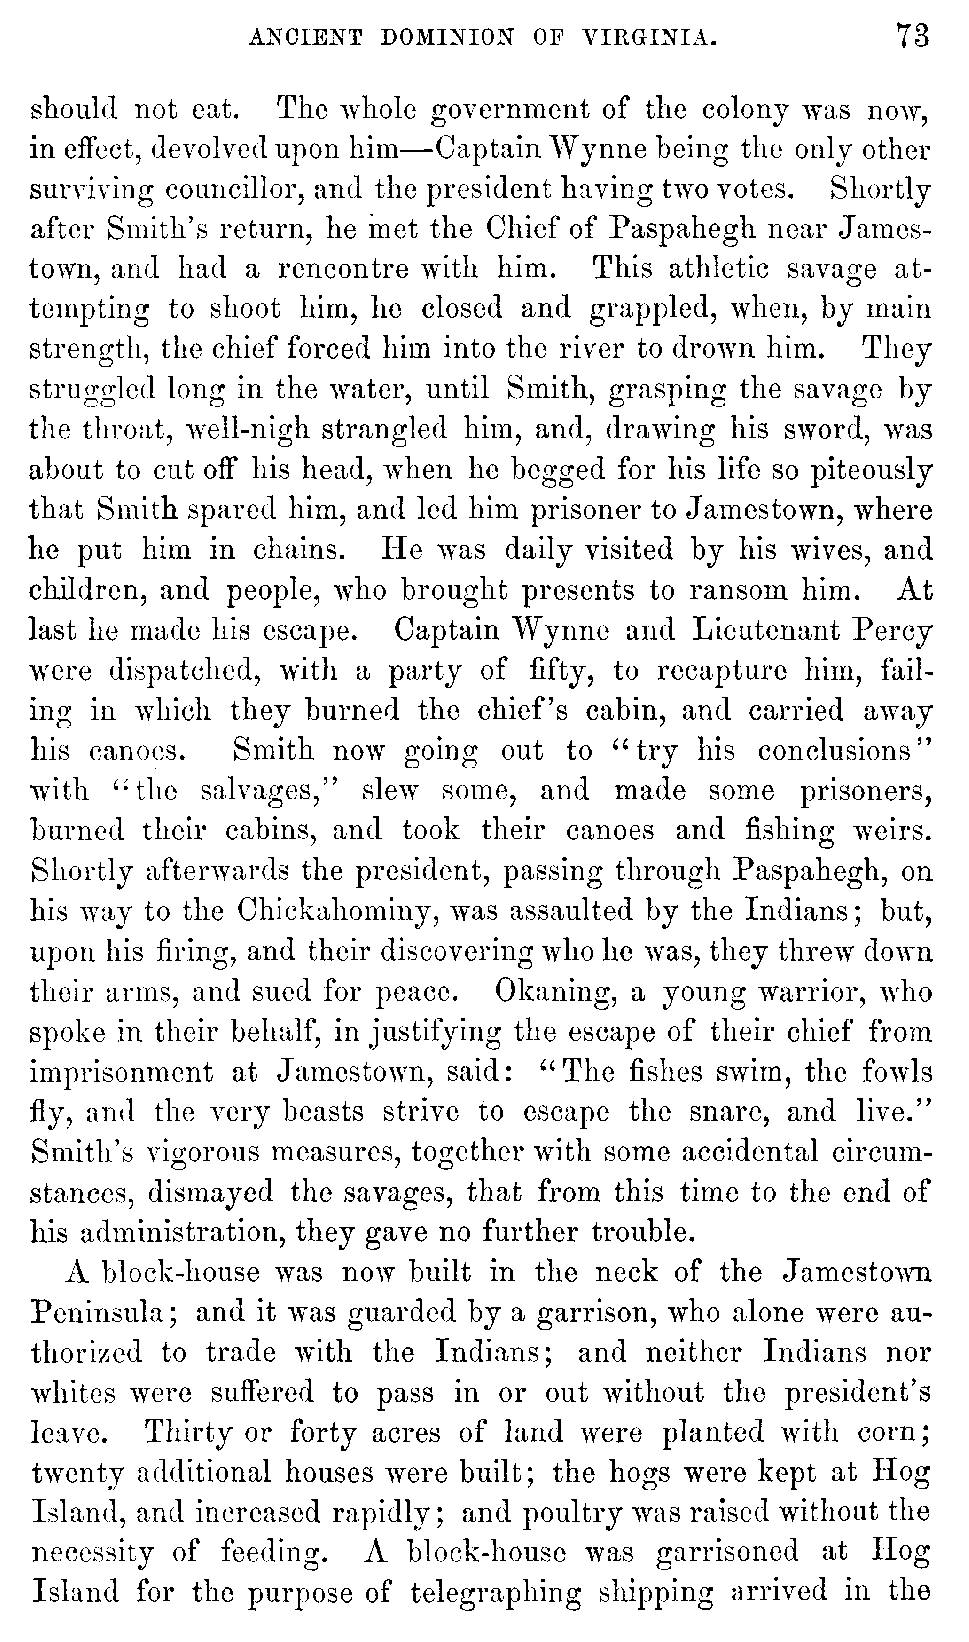 ANCIENT DOMINION OF VIRGINIA. 73
should not eat. The whole government of the colony was now,
in effect, devolved upon him—Captain Wynne being the only other
surviving councillor, and the president having two votes. Shortly
after Smith's return, he met the Chief of Paspahegh near James-
town, and had a rencontre with him. This athletic savage at-
tempting to shoot him, he closed and grappled, when, by main
strength, the chief forced him into the river to drown him. They
struggled long in the water, until Smith, grasping the savage by
the throat, well-nigh strangled him, and, drawing his sword, was
about to cut off his head, when he begged for his life so piteously
that Smith spared him, and led him prisoner to Jamestown, where
he put him in chains. He was daily visited by his wives, and
children, and people, who brought presents to ransom him. At
last he made his escape. Captain Wynne and Lieutenant Percy
were dispatched, with a party of fifty, to recapture him, fail-
ing in which they burned the chief's cabin, and carried away
his canoes. Smith now going out to "try his conclusions"
with "the salvages," slew some, and made some prisoners,
burned their cabins, and took their canoes and fishing weirs.
Shortly afterwards the president, passing through Paspahegh, on
his way to the Chickahominy, was assaulted by the Indians; but,
upon his firing, and their discovering who he was, they threw down
their arms, and sued for peace. Okaning, a young warrior, who
spoke in their behalf, in justifying the escape of their chief from
imprisonment at Jamestown, said: "The fishes swim, the fowls
fly, and the very beasts strive to escape the snare, and live."
Smith's vigorous measures, together with some accidental circum-
stances, dismayed the savages, that from this time to the end of
his administration, they gave no further trouble.
A block-house was now built in the neck of the Jamestown
Peninsula; and it was guarded by a garrison, who alone were au-
thorized to trade with the Indians; and neither Indians nor
whites were suffered to pass in or out without the president's
leave. Thirty or forty acres of land were planted with corn;
twenty additional houses were built; the hogs were kept at Hog
Island, and increased rapidly; and poultry was raised without the
necessity of feeding. A block-house was garrisoned at Hog
Island for the purpose of telegraphing shipping arrived in the